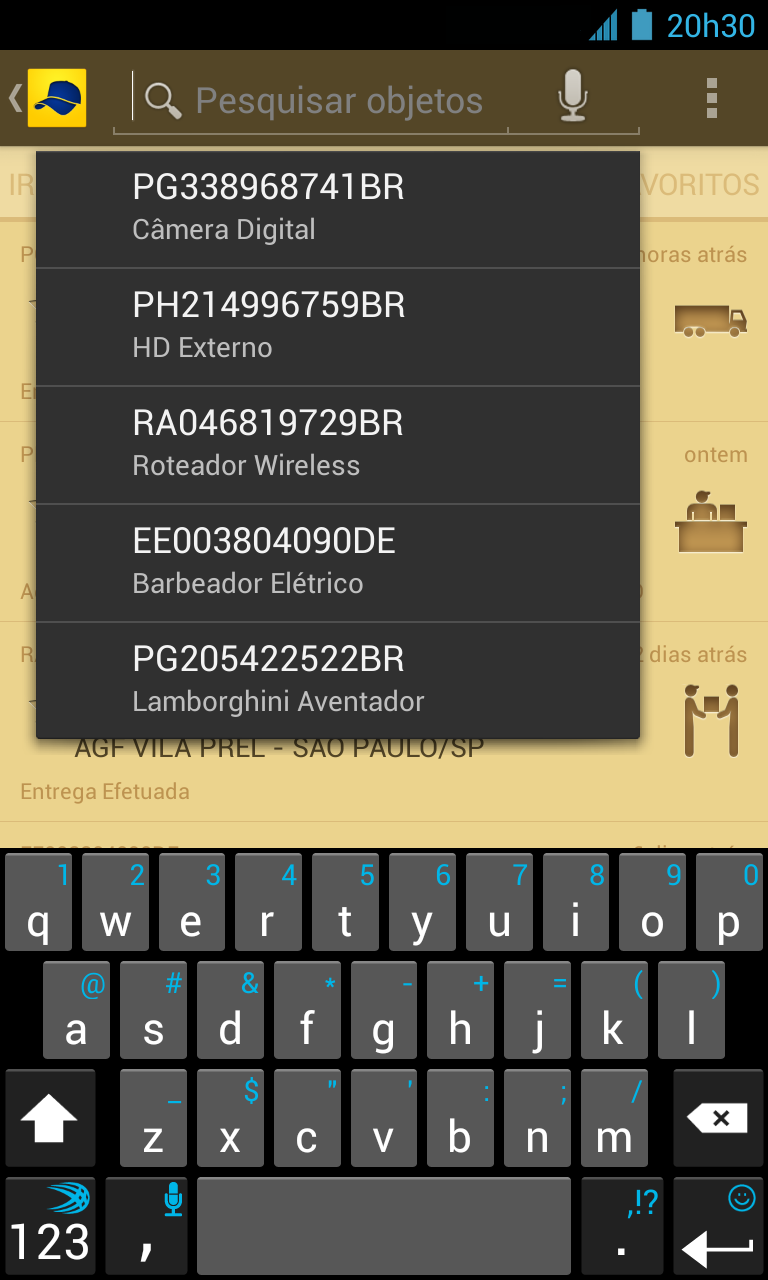 20h30
Pesquisar objetos
VORITOS
PG338968741BR
Câmera Digital
horas atrás
PH214996759BR
HD Externo
RA046819729BR
Roteador Wireless
ontem
EE003804090DE
Barbeador Elétrico
PG205422522BR
2 dias atrás
Lamborghini Aventador
AGF VILA PREL - SAO PAULO/SP
Entrega Efetuada
1 2 3 4 5 6 7 8 9 0
q w e r t y u i o p
@ # & * - + = ( )
a s d f g h j k l
_ $ " ' : ; /
z x c v b n m
,!?
123 , .